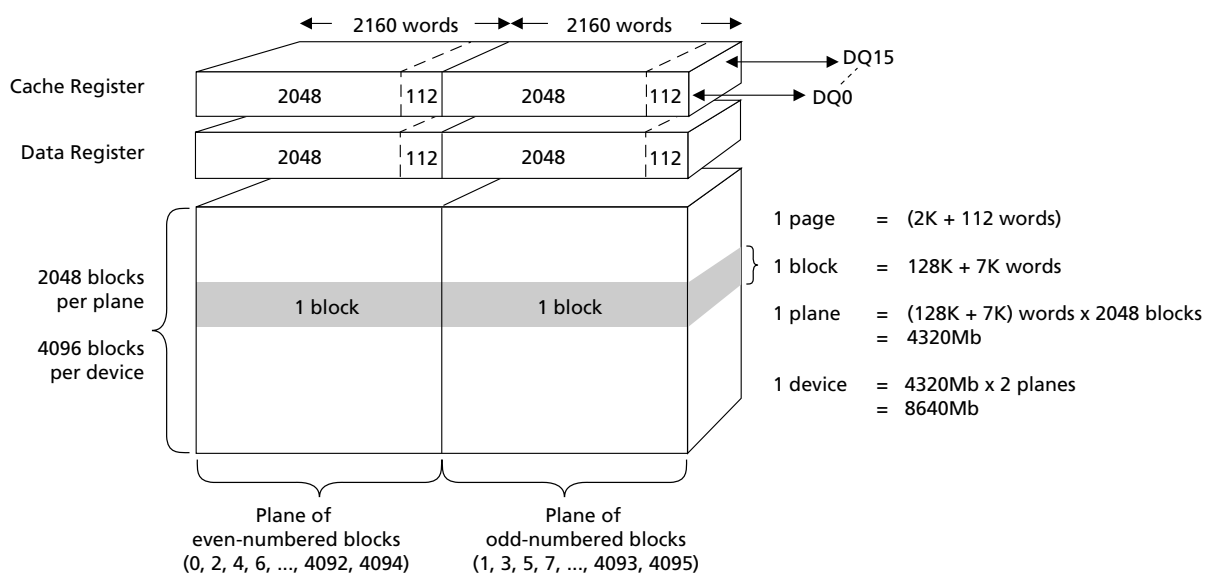 2160 words 2160 words
Cache Register 2048 112 2048 112 DQ15
DQ0
Data Register 2048 112 2048 112
2048 blocks
per plane
4096 blocks
per device
1 block 1 block
1 page = (2K + 112 words)
1 block = 128K + 7K words
1 plane = (128K + 7K) words x 2048 blocks
= 4320Mb
1 device = 4320Mb x 2 planes
= 8640Mb
Plane of
even-numbered blocks
(0, 2, 4, 6, ..., 4092, 4094)
Plane of
odd-numbered blocks
(1, 3, 5, 7, ..., 4093, 4095)